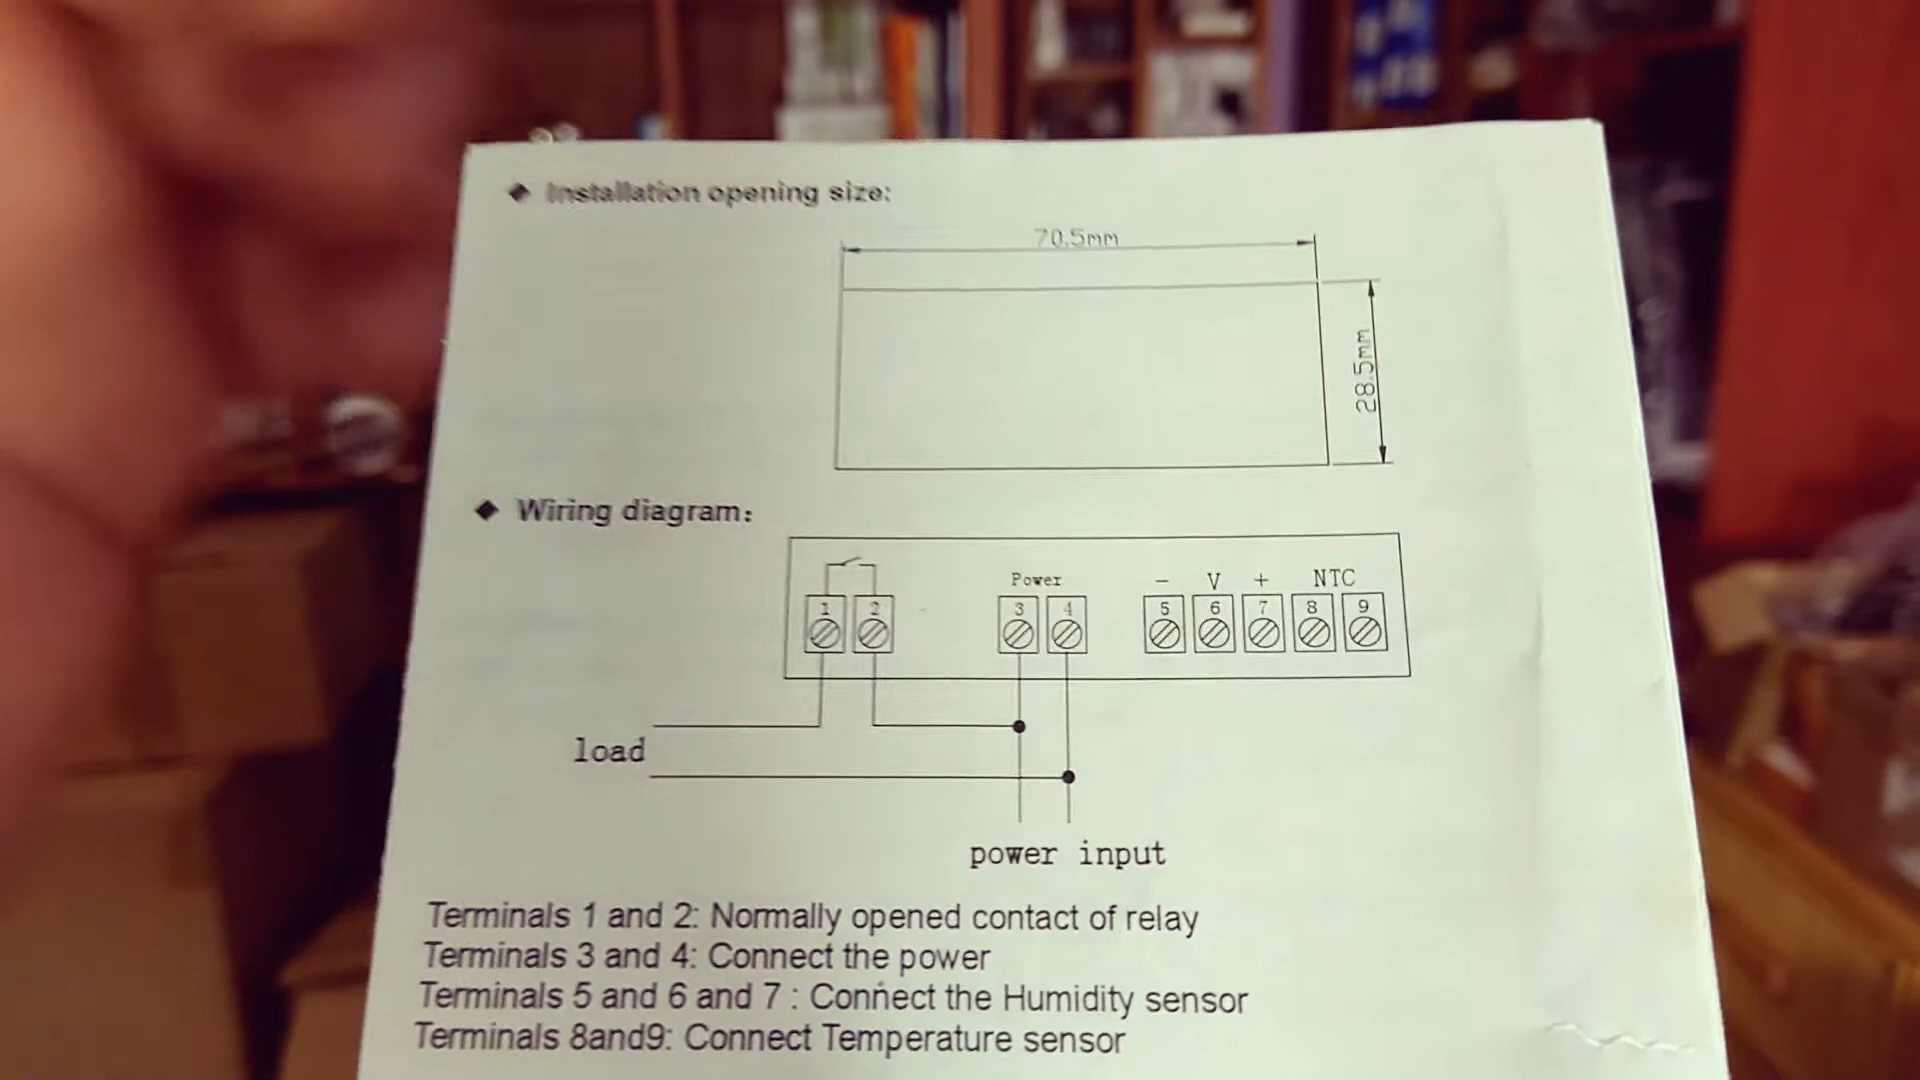 ◆ Installation opening size:
70.5mm
28.5mm
◆ Wiring diagram:
Power - V + NTC
1 2 3 4 5 6 7 8 9
load
power input
Terminals 1 and 2: Normally opened contact of relay
Terminals 3 and 4: Connect the power
Terminals 5 and 6 and 7 : Connect the Humidity sensor
Terminals 8and9: Connect Temperature sensor